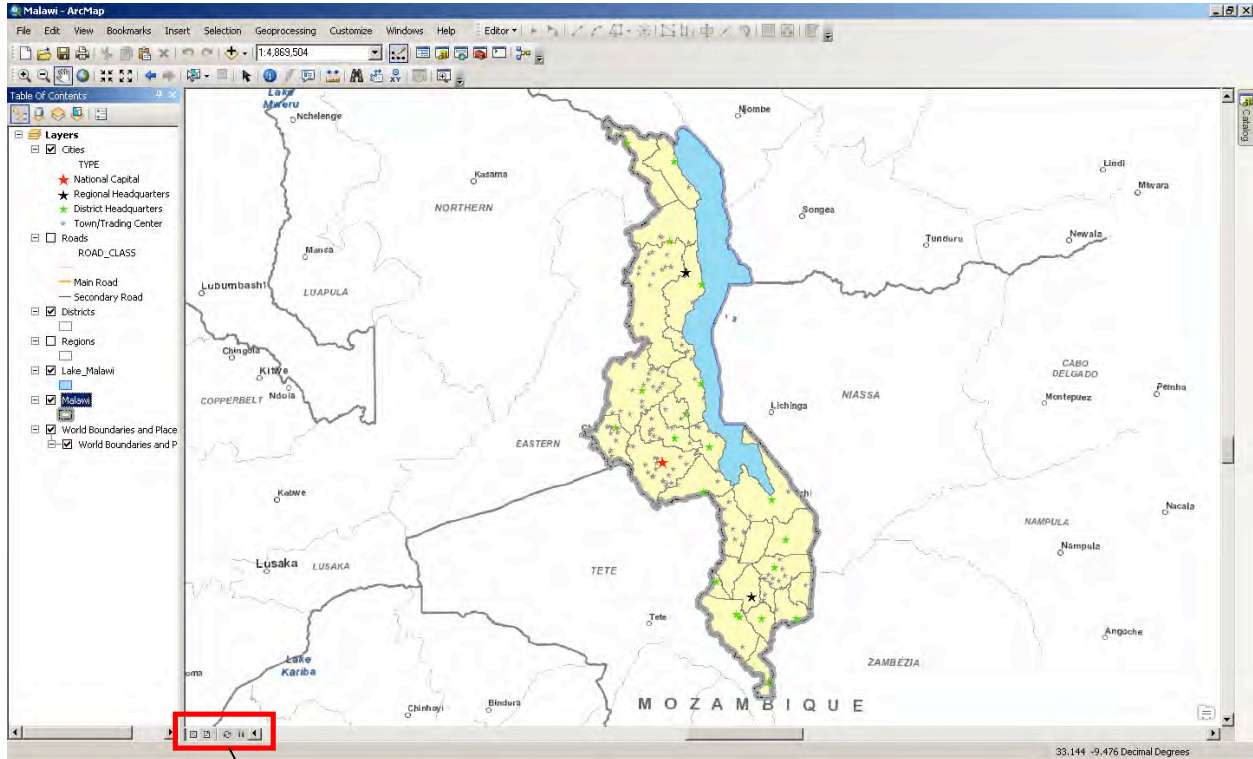 Malawi - ArcMap
File Edit View Bookmarks Insert Selection Geoprocessing Customize Windows Help Editor
1:4,869,504
Table Of Contents
Layers
Cities
TYPE
National Capital
Regional Headquarters
District Headquarters
Town/Trading Center
Roads
ROAD_CLASS
Main Road
Secondary Road
Districts
Regions
Lake_Malawi
Malawi
World Boundaries and Place
World Boundaries and P
Catalog
Lake
Mweru
Nchelenge
Njombe
Kasama
Lindi
Mtwara
NORTHERN
Songea
Mansa
Tunduru
Newala
Lubumbashi
LUAPULA
Chingola
Kitwe
CABO
DELGADO
COPPERBELT
Ndola
NIASSA
Pemba
Lichinga
Montepuez
EASTERN
Kabwe
Nacala
NAMPULA
Nampula
Lusaka
LUSAKA
TETE
Tete
Angoche
Lake
Kariba
ZAMBÉZIA
Chinhoyi
Bindura
MOZAMBIQUE
33.144 -9.476 Decimal Degrees